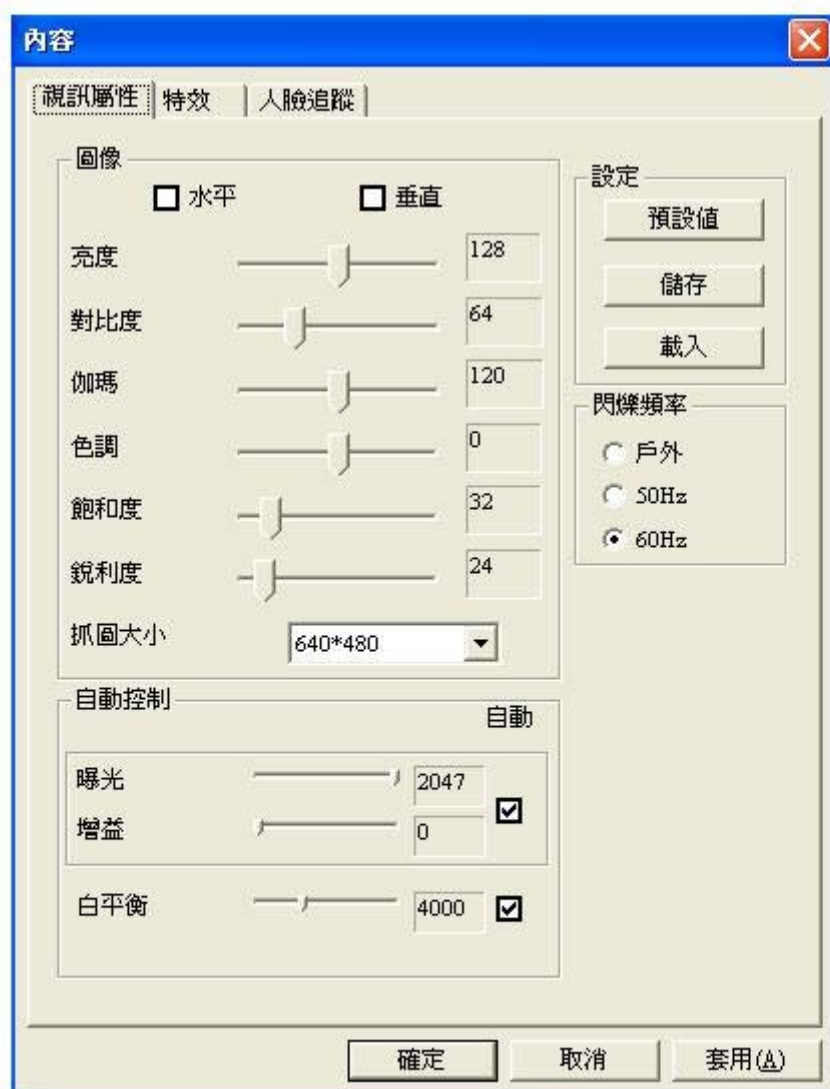 內容
視訊屬性 特效 人臉追蹤
圖像
水平 垂直
亮度 128
對比度 64
伽瑪 120
色調 0
飽和度 32
銳利度 24
抓圖大小 640*480
設定
預設值
儲存
載入
閃爍頻率
戶外
50Hz
60Hz
自動控制
自動
曝光 2047
增益 0
白平衡 4000
確定 取消 套用(A)